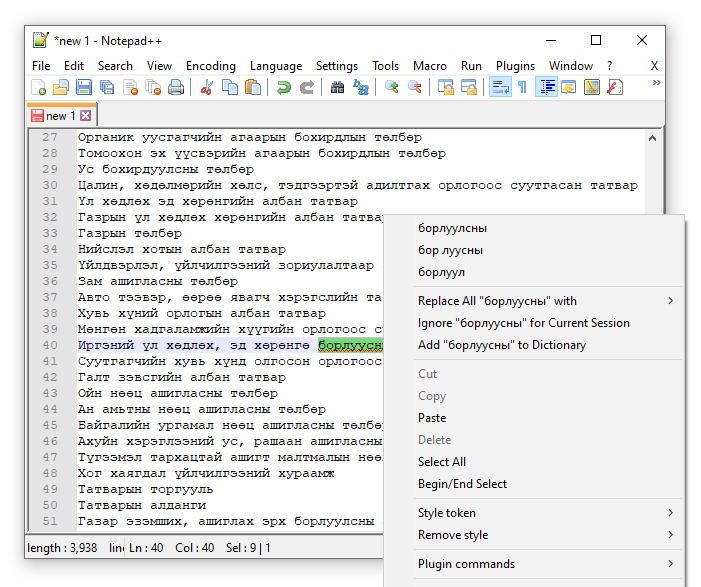 *new 1 - Notepad++
File Edit Search View Encoding Language Settings Tools Macro Run Plugins Window ? X
new 1
27 Органик уусгагчийн агаарын бохирдлын төлбөр
28 Томоохон эх үүсвэрийн агаарын бохирдлын төлбөр
29 Ус бохирдуулсны төлбөр
30 Цалин, хөдөлмөрийн хөлс, тэдгээртэй адилтгах орлогоос суутгасан татвар
31 Үл хөдлөх эд хөрөнгийн албан татвар
32 Газрын үл хөдлөх хөрөнгийн албан татвар
33 Газрын төлбөр
34 Нийслэл хотын албан татвар
35 Үйлдвэрлэл, үйлчилгээний зориулалтаар
36 Зам ашигласны төлбөр
37 Авто тээвэр, өөрөө явагч хэрэгслийн та
38 Хувь хүний орлогын албан татвар
39 Мөнгөн хадгаламжийн хүүгийн орлогоос су
40 Иргэний үл хөдлөх, эд хөрөнгө борлуусн
41 Суутгагчийн хувь хүнд олгосон орлогоос
42 Галт зэвсгийн албан татвар
43 Ойн нөөц ашигласны төлбөр
44 Ан амьтны нөөц ашигласны төлбөр
45 Байгалийн ургамал нөөц ашигласны төлбө
46 Ахуйн хэрэглээний ус, рашаан ашигласны
47 Түгээмэл тархацтай ашигт малтмалын нөө
48 Хог хаягдал үйлчилгээний хураамж
49 Татварын торгууль
50 Татварын алданги
51 Газар эзэмших, ашиглах эрх борлуулсны
борлуулсны
бор луусны
борлуул
Replace All "борлуусны" with
Ignore "борлуусны" for Current Session
Add "борлуусны" to Dictionary
Cut
Copy
Paste
Delete
Select All
Begin/End Select
Style token
Remove style
Plugin commands
length : 3,938 line Ln : 40 Col : 40 Sel : 9 | 1